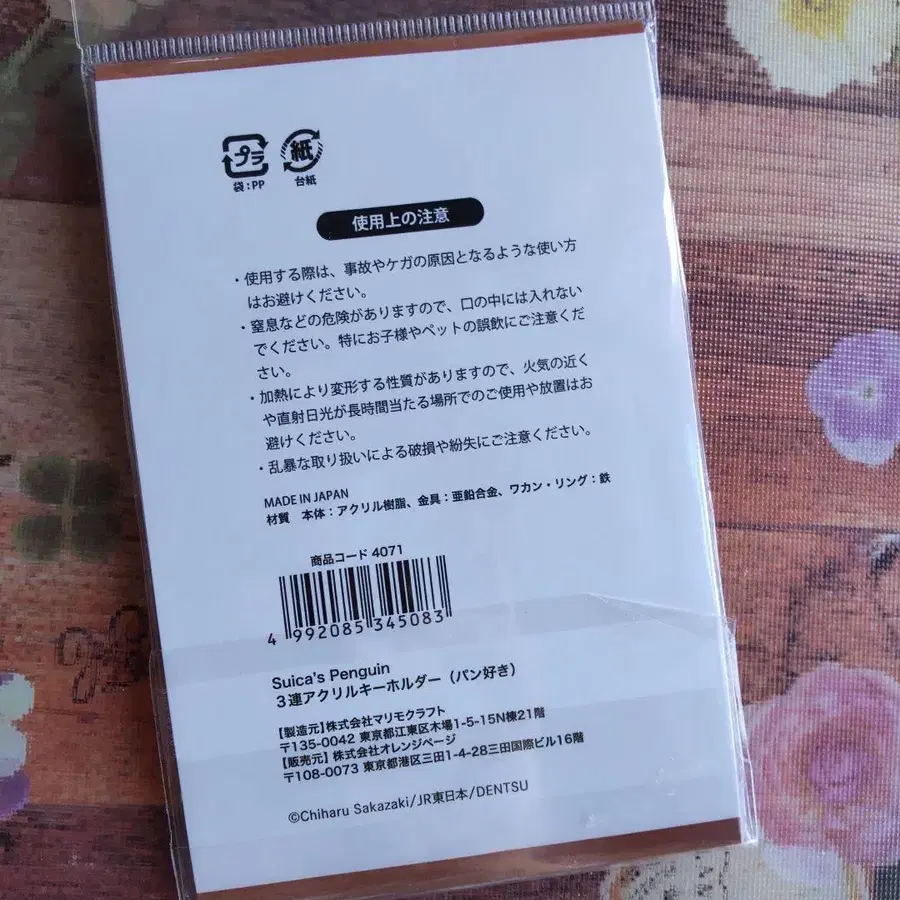 プラ 紙
袋：PP 台紙
使用上の注意
・使用する際は、事故やケガの原因となるような使い方
はお避けください。
・窒息などの危険がありますので、口の中には入れない
でください。特にお子様やペットの誤飲にご注意くだ
さい。
・加熱により変形する性質がありますので、火気の近く
や直射日光が長時間当たる場所でのご使用や放置はお
避けください。
・乱暴な取り扱いによる破損や紛失にご注意ください。
MADE IN JAPAN
材質　本体：アクリル樹脂、金具：亜鉛合金、ワカン・リング：鉄
商品コード 4071
4 992085 345083
Suica's Penguin
３連アクリルキーホルダー（パン好き）
【製造元】株式会社マリモクラフト
〒135-0042 東京都江東区木場1-5-15N棟21階
【販売元】株式会社オレンジページ
〒108-0073 東京都港区三田1-4-28三田国際ビル16階
©Chiharu Sakazaki/JR東日本/DENTSU